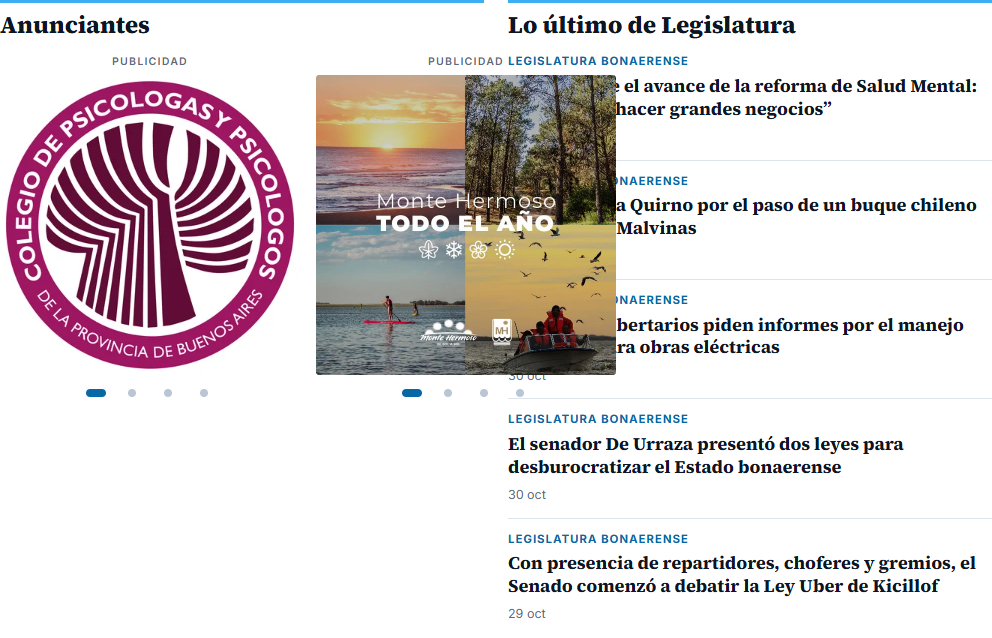 Anunciantes
PUBLICIDAD
COLEGIO DE PSICOLOGAS Y PSICOLOGOS
DE LA PROVINCIA DE BUENOS AIRES
PUBLICIDAD
Monte Hermoso
TODO EL AÑO
Monte Hermoso
MH
Lo último de Legislatura
LEGISLATURA BONAERENSE
el avance de la reforma de Salud Mental:
hacer grandes negocios”
a Quirno por el paso de un buque chileno
Malvinas
piden informes por el manejo
obras eléctricas
30 oct
LEGISLATURA BONAERENSE
El senador De Urraza presentó dos leyes para
desburocratizar el Estado bonaerense
30 oct
LEGISLATURA BONAERENSE
Con presencia de repartidores, choferes y gremios, el
Senado comenzó a debatir la Ley Uber de Kicillof
29 oct